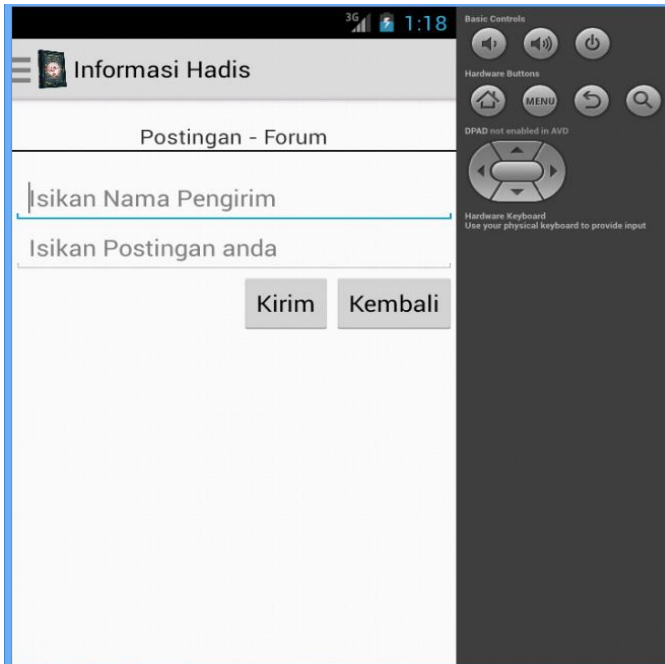 3G 1:18
Informasi Hadis
Postingan - Forum
Isikan Nama Pengirim
Isikan Postingan anda
Kirim Kembali
Basic Controls
Hardware Buttons
MENU
DPAD not enabled in AVD
Hardware Keyboard
Use your physical keyboard to provide input